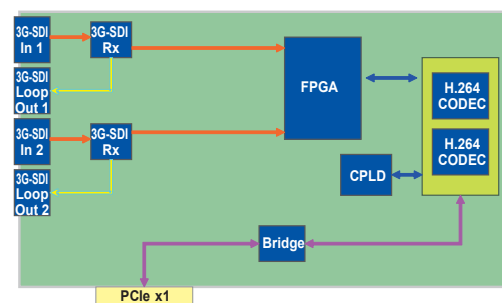 3G-SDI
In 1
3G-SDI
Rx
3G-SDI
Loop
Out 1
3G-SDI
In 2
3G-SDI
Rx
3G-SDI
Loop
Out 2
FPGA
H.264
CODEC
H.264
CODEC
CPLD
Bridge
PCIe x1